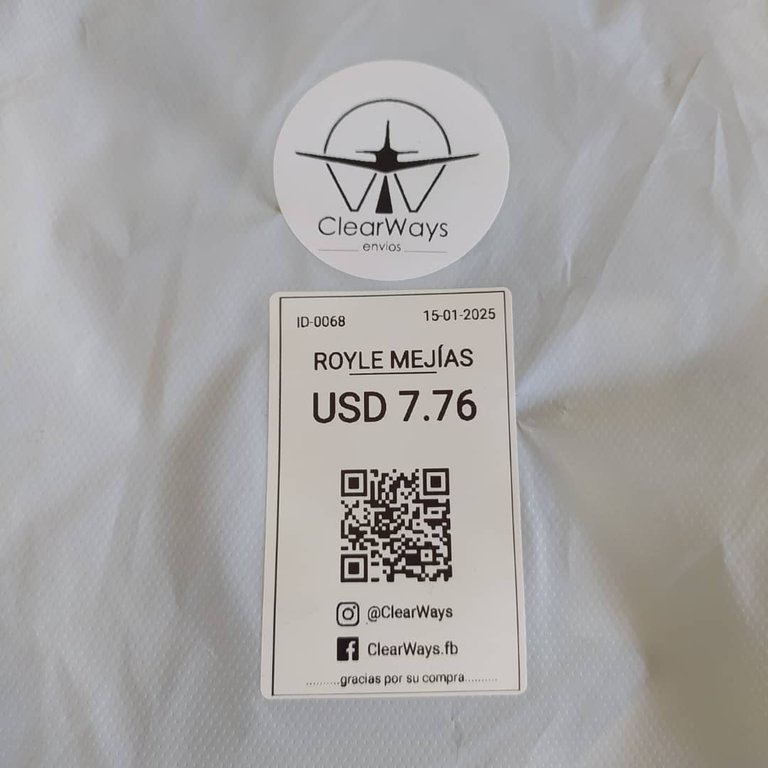 ClearWays
envios
ID-0068 15-01-2025
ROYLE MEJÍAS
USD 7.76
@ClearWays
ClearWays.fb
..........gracias por su compra..........